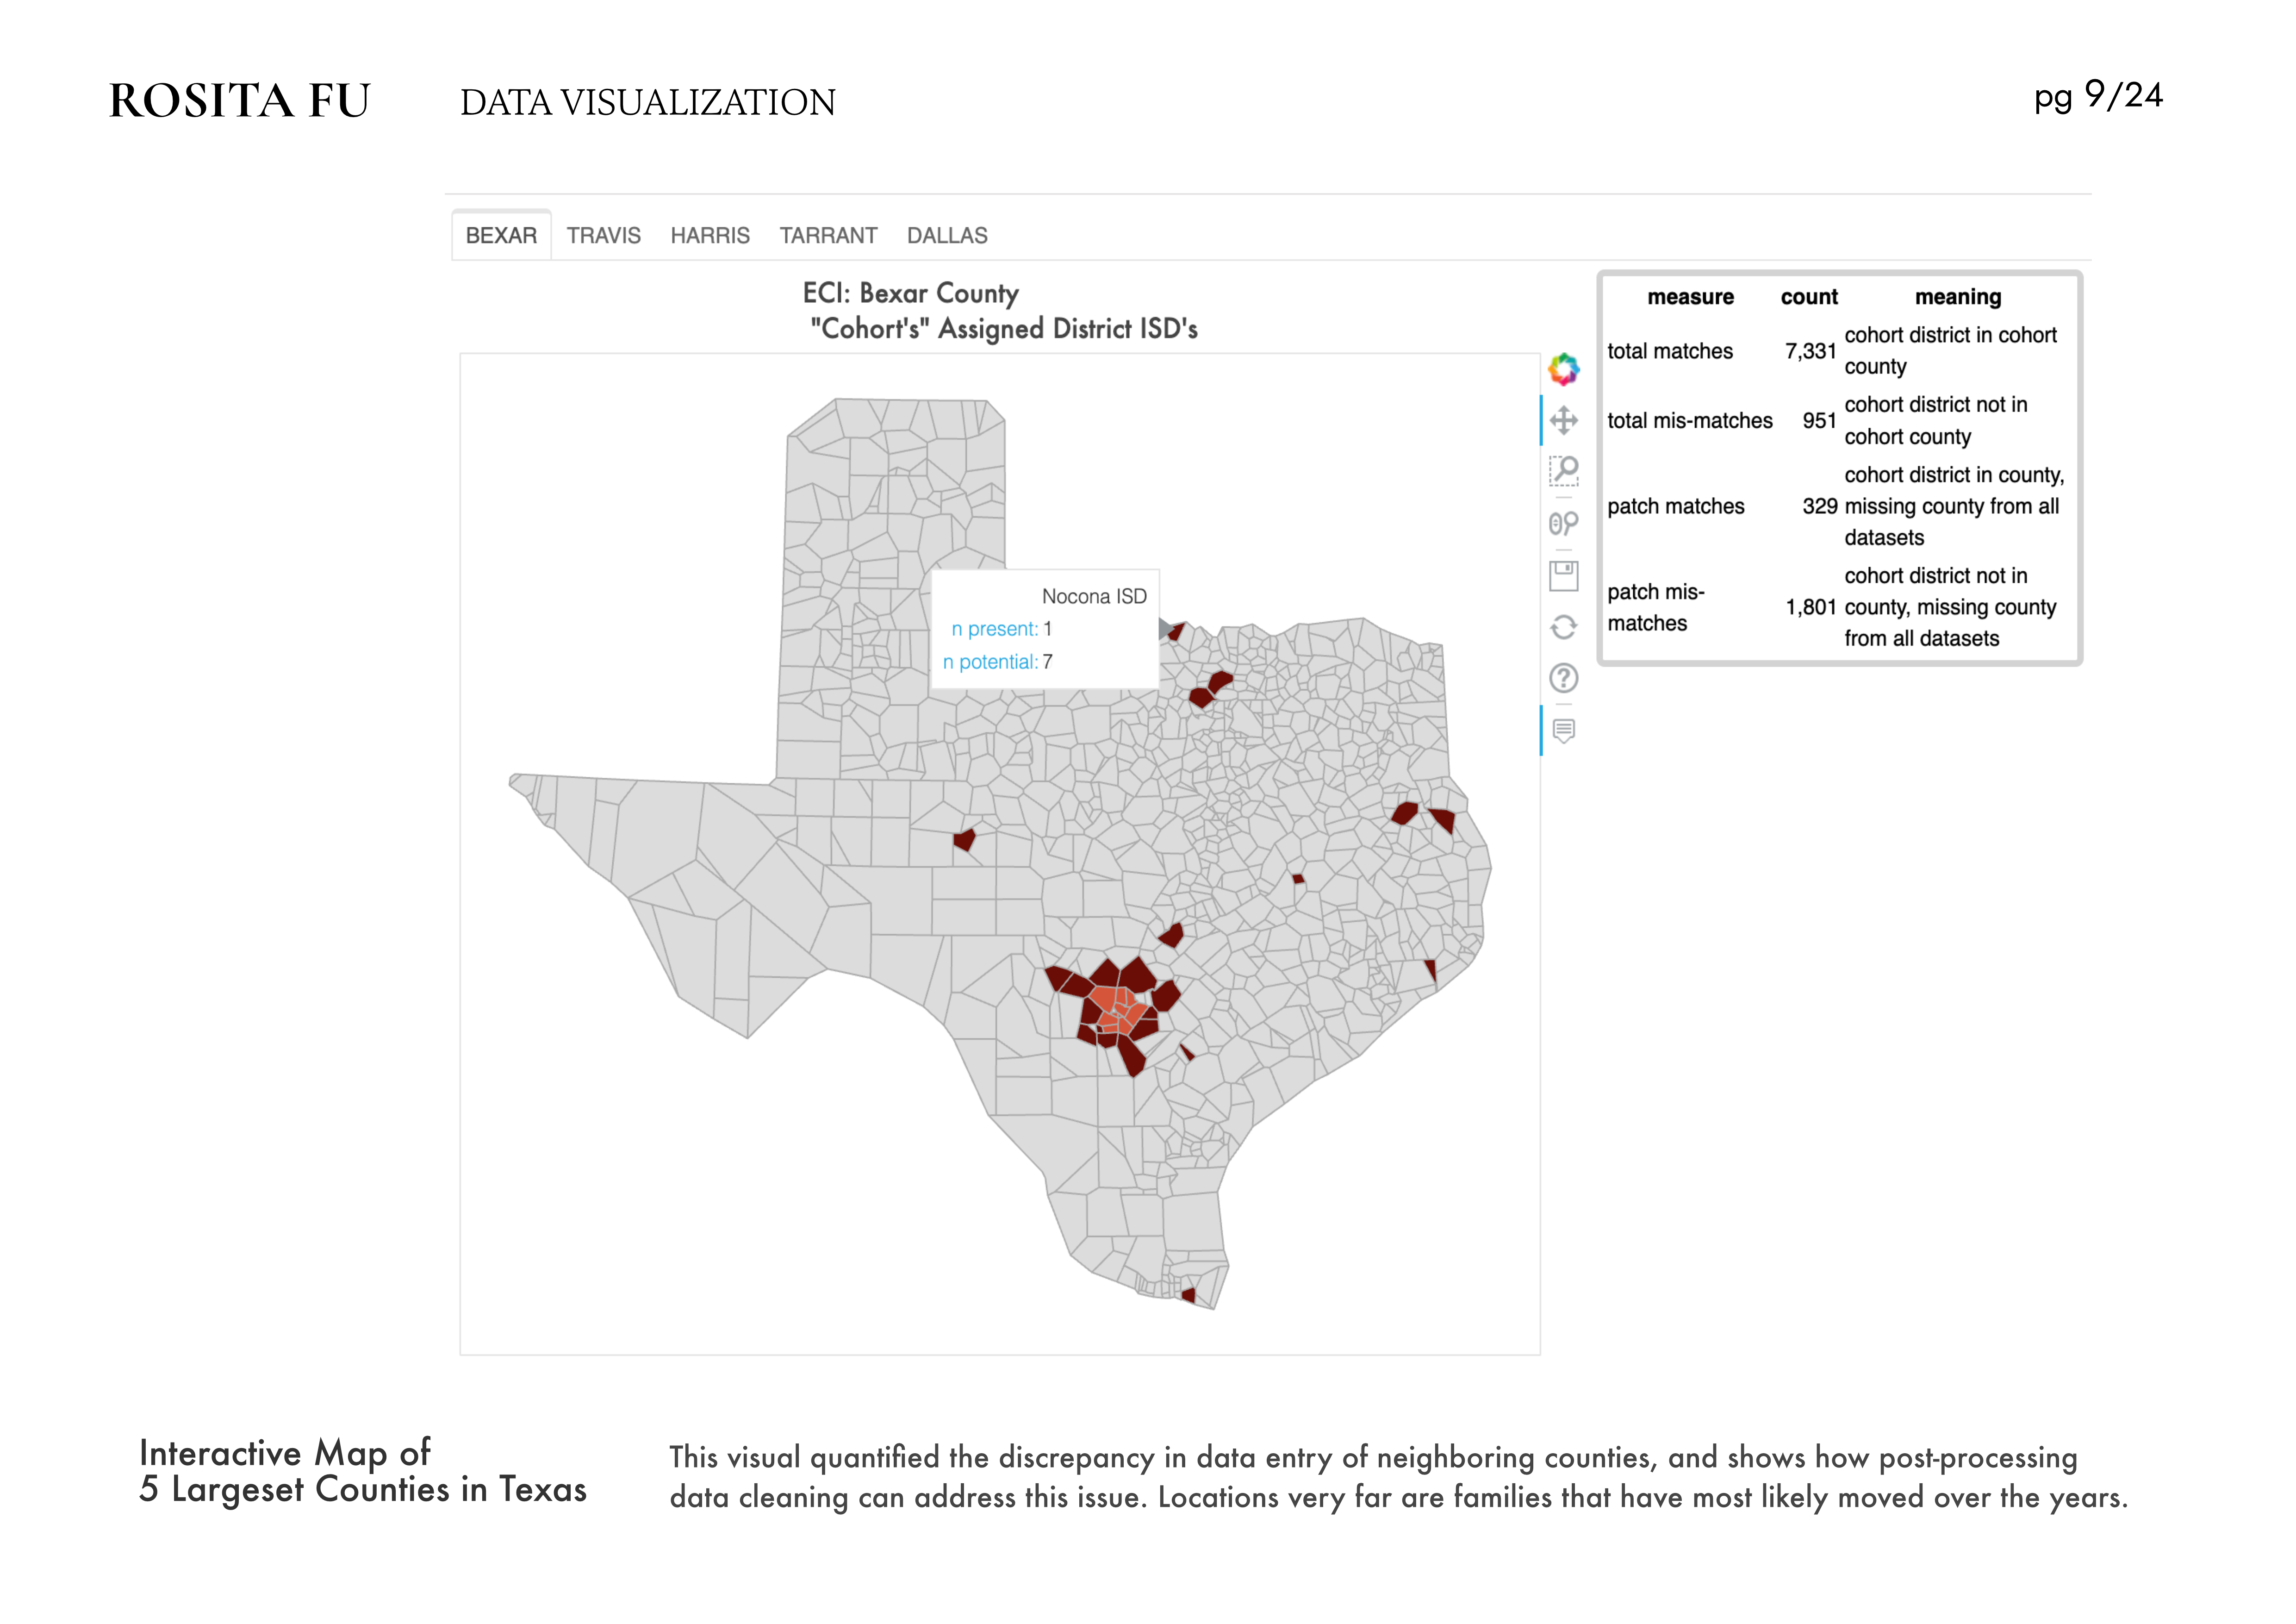 ROSITA FU
DATA VISUALIZATION
pg 9/24
BEXAR
TRAVIS
HARRIS
TARRANT
DALLAS
ECI: Bexar County
"Cohort's" Assigned District ISD's
measure count meaning
total matches 7,331 cohort district in cohort
county
total mis-matches 951 cohort district not in
cohort county
patch matches 329 cohort district in county,
missing county from all
datasets
patch mis-
matches 1,801 cohort district not in
county, missing county
from all datasets
Nocona ISD
n present: 1
n potential: 7
Interactive Map of
5 Largeset Counties in Texas
This visual quantified the discrepancy in data entry of neighboring counties, and shows how post-processing
data cleaning can address this issue. Locations very far are families that have most likely moved over the years.